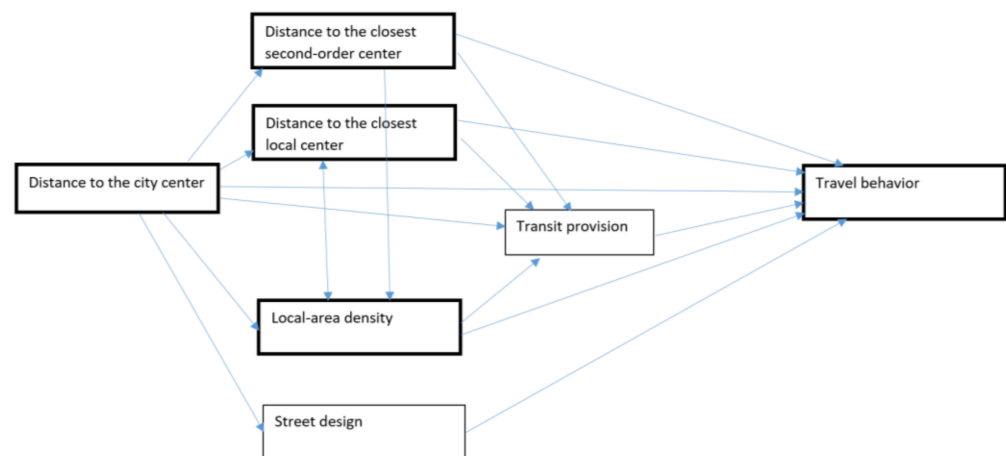 Distance to the closest
second-order center
Distance to the closest
local center
Distance to the city center
Travel behavior
Transit provision
Local-area density
Street design